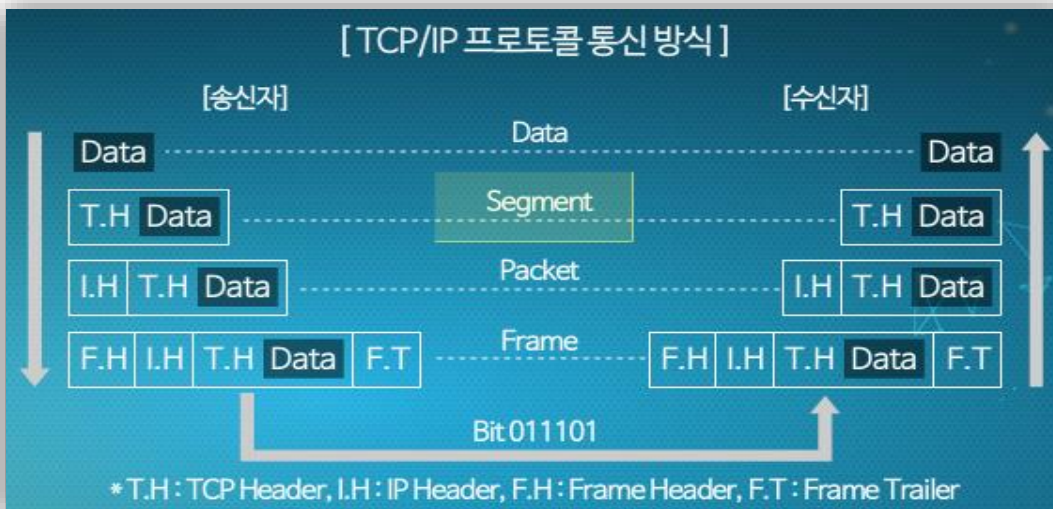 [ TCP/IP 프로토콜 통신 방식 ]
[송신자] [수신자]
Data Data Data
T.H Data Segment T.H Data
I.H T.H Data Packet I.H T.H Data
F.H I.H T.H Data F.T Frame F.H I.H T.H Data F.T
Bit 011101
* T.H : TCP Header, I.H : IP Header, F.H : Frame Header, F.T : Frame Trailer